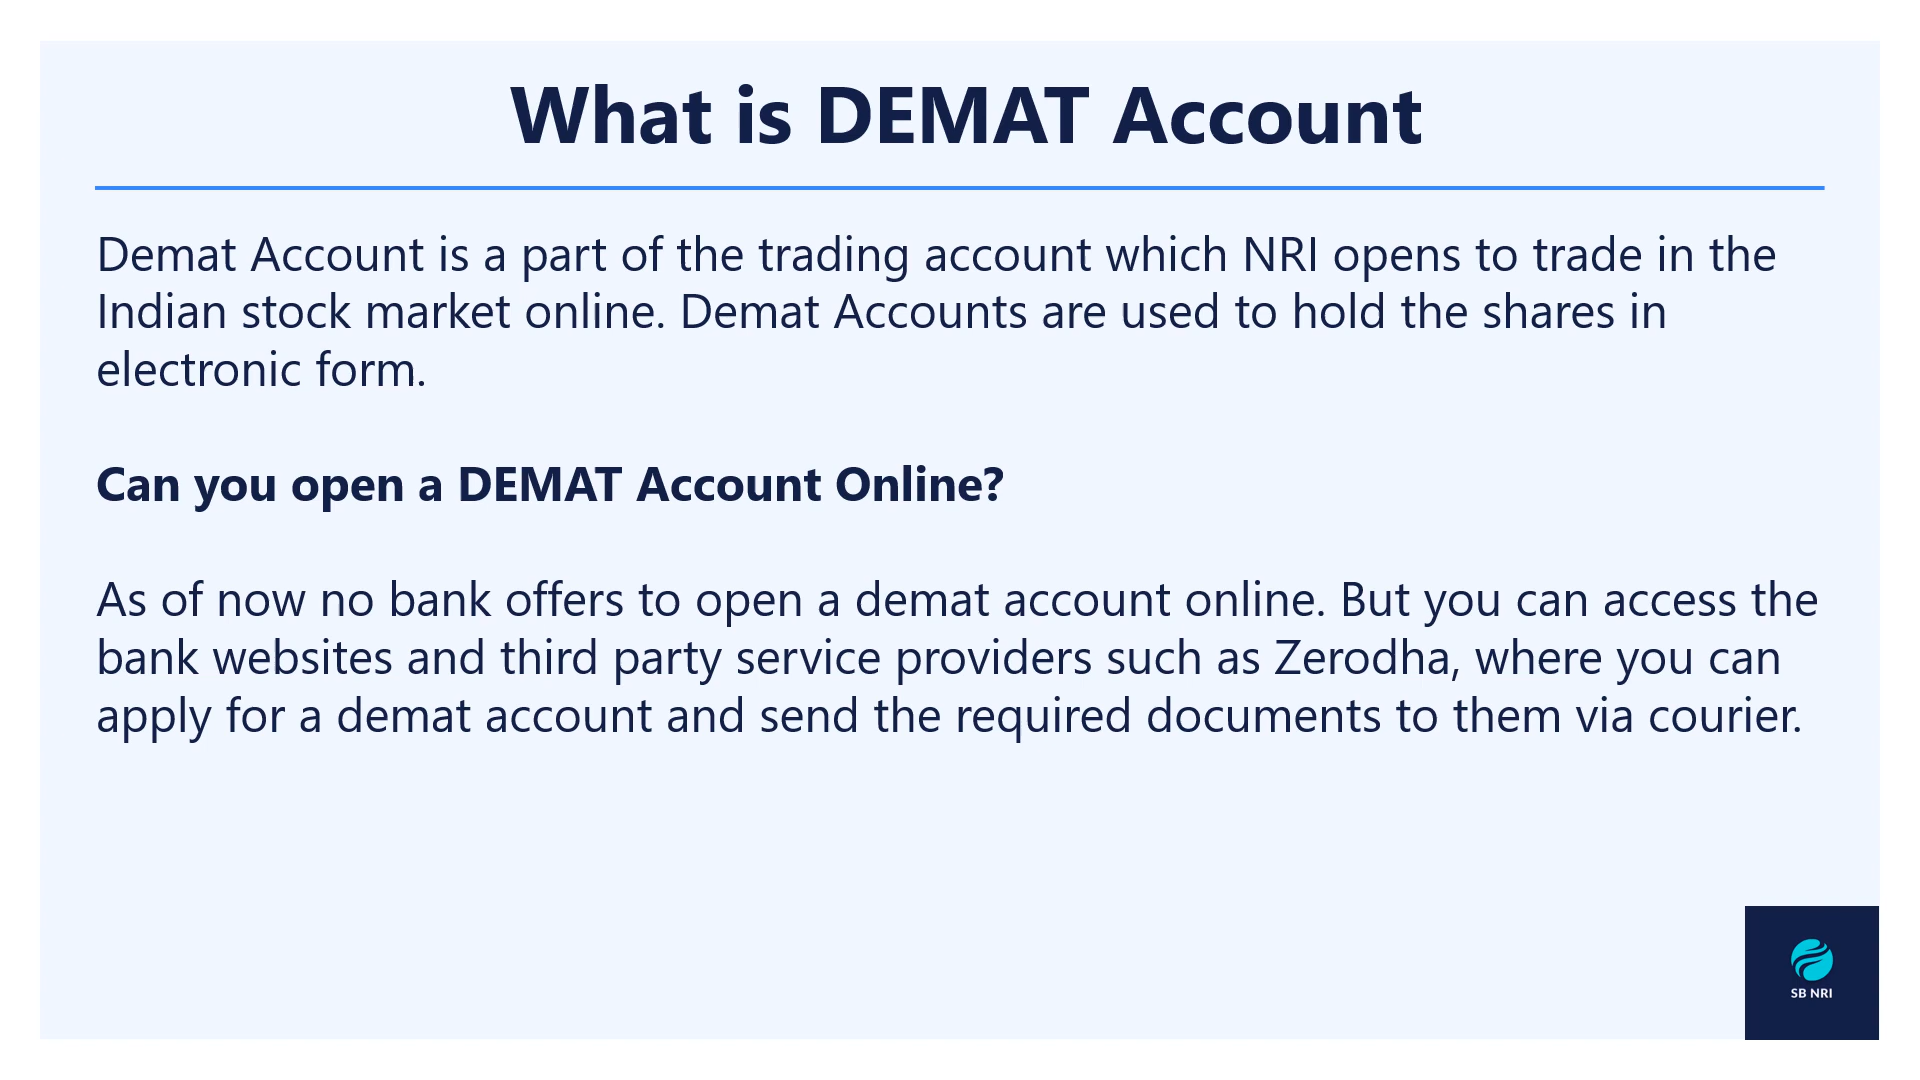 What is DEMAT Account
Demat Account is a part of the trading account which NRI opens to trade in the
Indian stock market online. Demat Accounts are used to hold the shares in
electronic form.
Can you open a DEMAT Account Online?
As of now no bank offers to open a demat account online. But you can access the
bank websites and third party service providers such as Zerodha, where you can
apply for a demat account and send the required documents to them via courier.
SB NRI